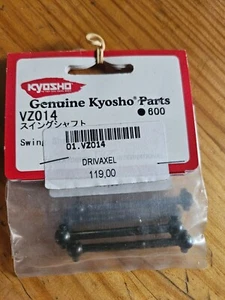 KYOSHO
Genuine Kyosho® Parts
VZ014
●600
スイングシャフト
Swing
01.VZ014
DRIVAXEL
119,00